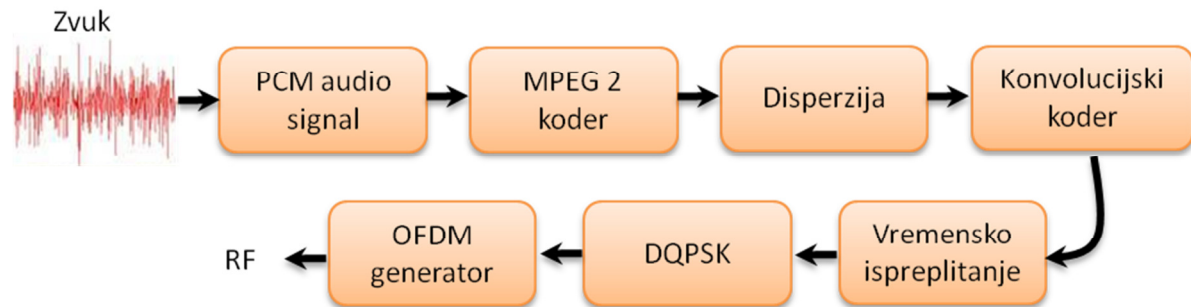 Zvuk
PCM audio
signal
MPEG 2
koder
Disperzija
Konvolucijski
koder
Vremensko
ispreplitanje
DQPSK
OFDM
generator
RF